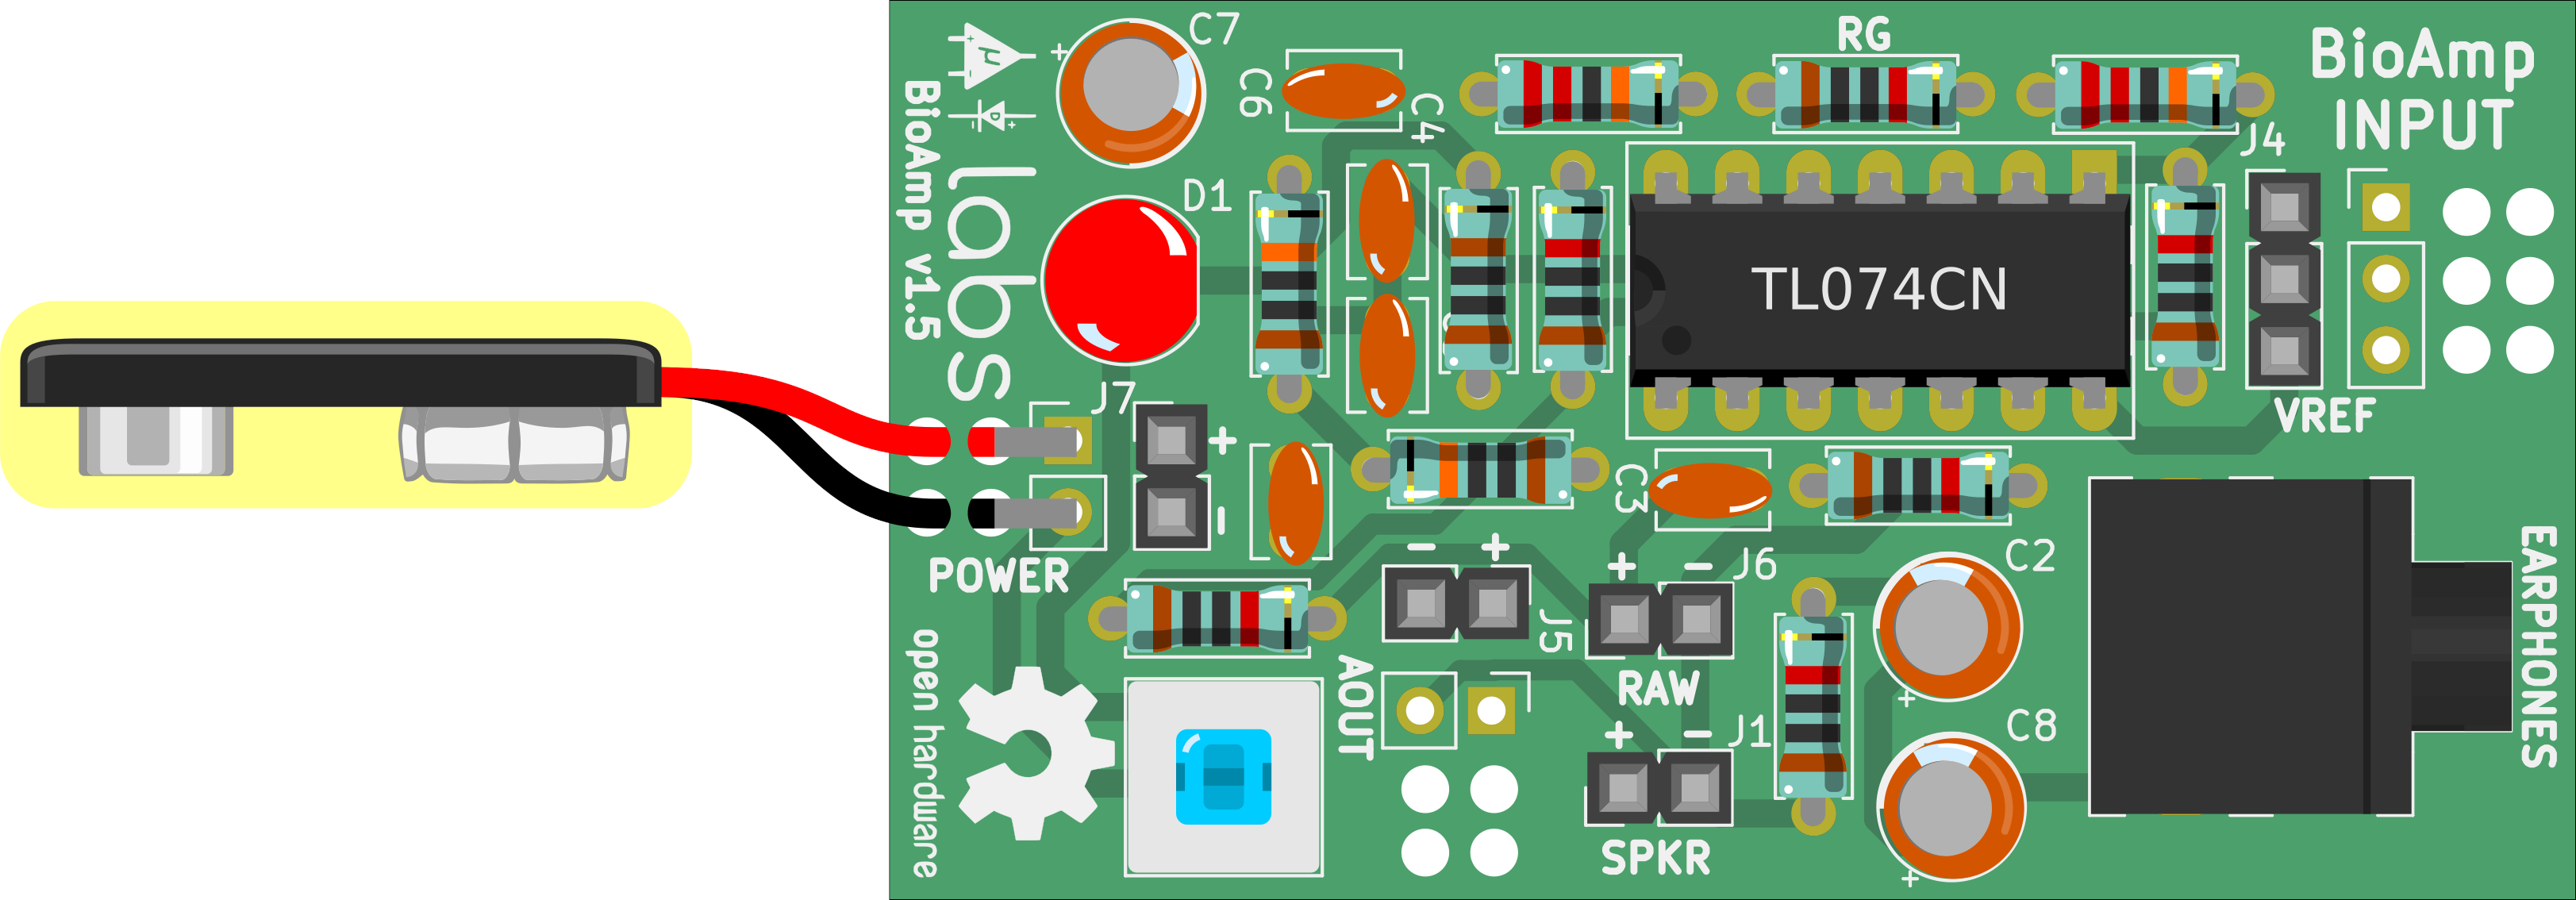 BioAmp v1.5
labs
C7
D1
C6
C4
RG
BioAmp
INPUT
J4
TL074CN
VREF
J7
+
-
POWER
C3
- +
J5
AOUT
+ -
J6
RAW
+ -
J1
SPKR
C2
+
C8
+
EARPHONES
open hardware